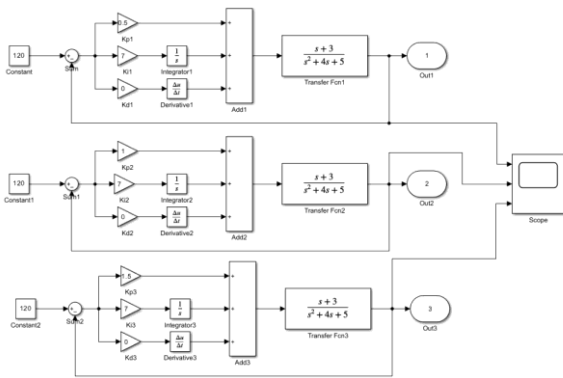 0.5
Kp1
120
Constant
Sum
7
Ki1
1/s
Integrator1
0
Kd1
Δu/Δt
Derivative1
+
+
+
Add1
s + 3
s² + 4s + 5
Transfer Fcn1
1
Out1
1
Kp2
120
Constant1
Sum1
7
Ki2
1/s
Integrator2
0
Kd2
Δu/Δt
Derivative2
+
+
+
Add2
s + 3
s² + 4s + 5
Transfer Fcn2
2
Out2
Scope
1.5
Kp3
120
Constant2
Sum2
7
Ki3
1/s
Integrator3
0
Kd3
Δu/Δt
Derivative3
+
+
+
Add3
s + 3
s² + 4s + 5
Transfer Fcn3
3
Out3